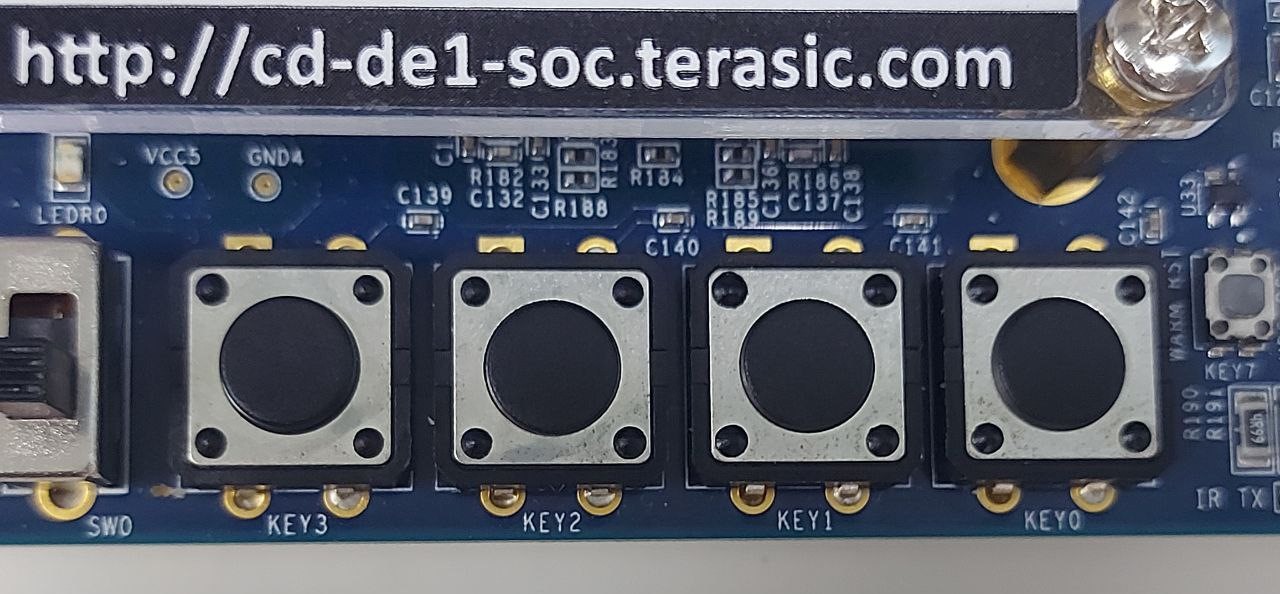 http://cd-de1-soc.terasic.com
VCC5
GND4
LEDR0
C139
R182
C132
C133
R183
R188
R184
C140
R185
R189
C136
R186
C137
C138
C141
C142
U33
WARM RST
KEY7
R190
R191
IR TX
SW0
KEY3
KEY2
KEY1
KEY0